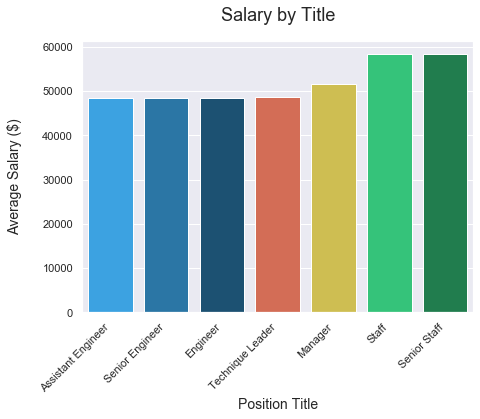 Salary by Title
Average Salary ($)
60000
50000
40000
30000
20000
10000
0
Assistant Engineer
Senior Engineer
Engineer
Technique Leader
Manager
Staff
Senior Staff
Position Title